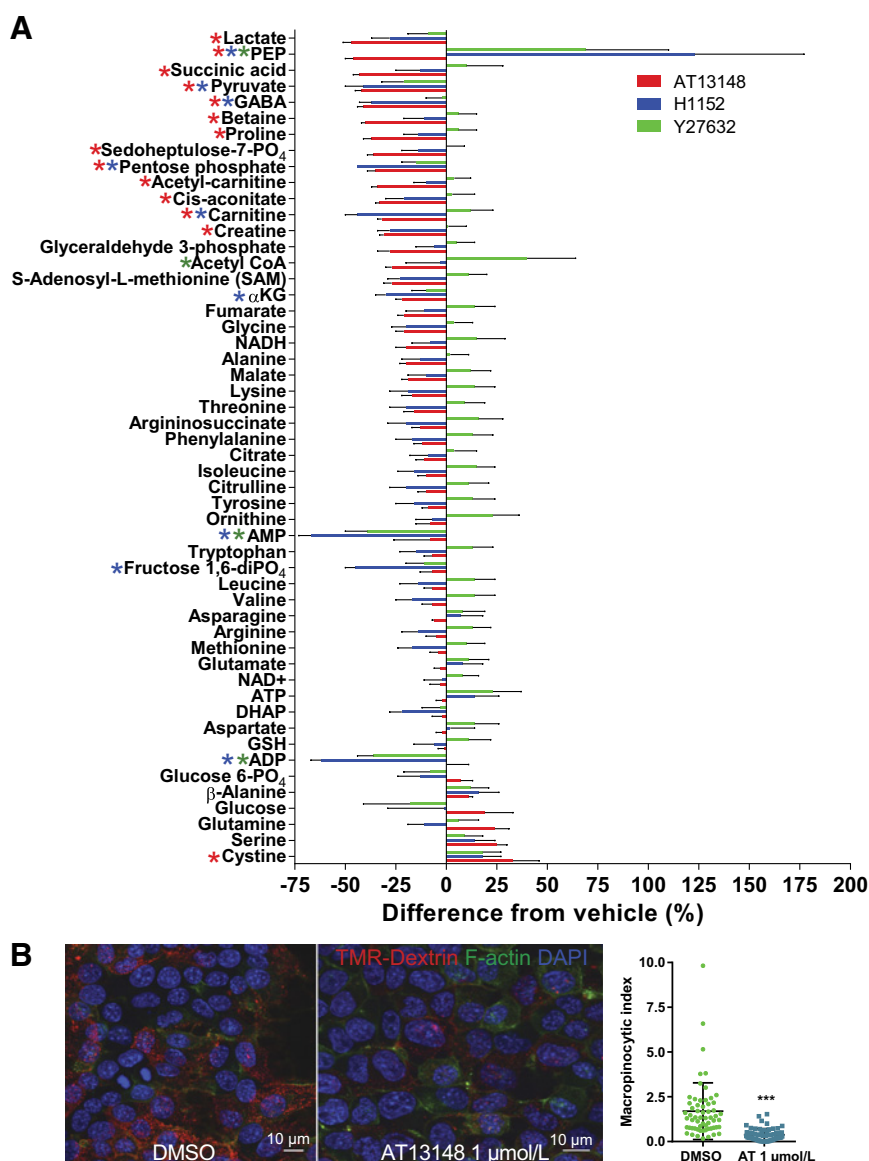 A
*Lactate
***PEP
*Succinic acid
**Pyruvate
**GABA
*Betaine
*Proline
*Sedoheptulose-7-PO4
**Pentose phosphate
*Acetyl-carnitine
*Cis-aconitate
**Carnitine
*Creatine
Glyceraldehyde 3-phosphate
*Acetyl CoA
S-Adenosyl-L-methionine (SAM)
*αKG
Fumarate
Glycine
NADH
Alanine
Malate
Lysine
Threonine
Argininosuccinate
Phenylalanine
Citrate
Isoleucine
Citrulline
Tyrosine
Ornithine
**AMP
Tryptophan
*Fructose 1,6-diPO4
Leucine
Valine
Asparagine
Arginine
Methionine
Glutamate
NAD+
ATP
DHAP
Aspartate
GSH
**ADP
Glucose 6-PO4
β-Alanine
Glucose
Glutamine
Serine
*Cystine
AT13148
H1152
Y27632
-75 -50 -25 0 25 50 75 100 125 150 175 200
Difference from vehicle (%)
B
TMR-Dextrin F-actin DAPI
DMSO
10 μm
AT13148 1 μmol/L
10 μm
Macropinocytic index
10.0
7.5
5.0
2.5
0.0
***
DMSO AT 1 μmol/L